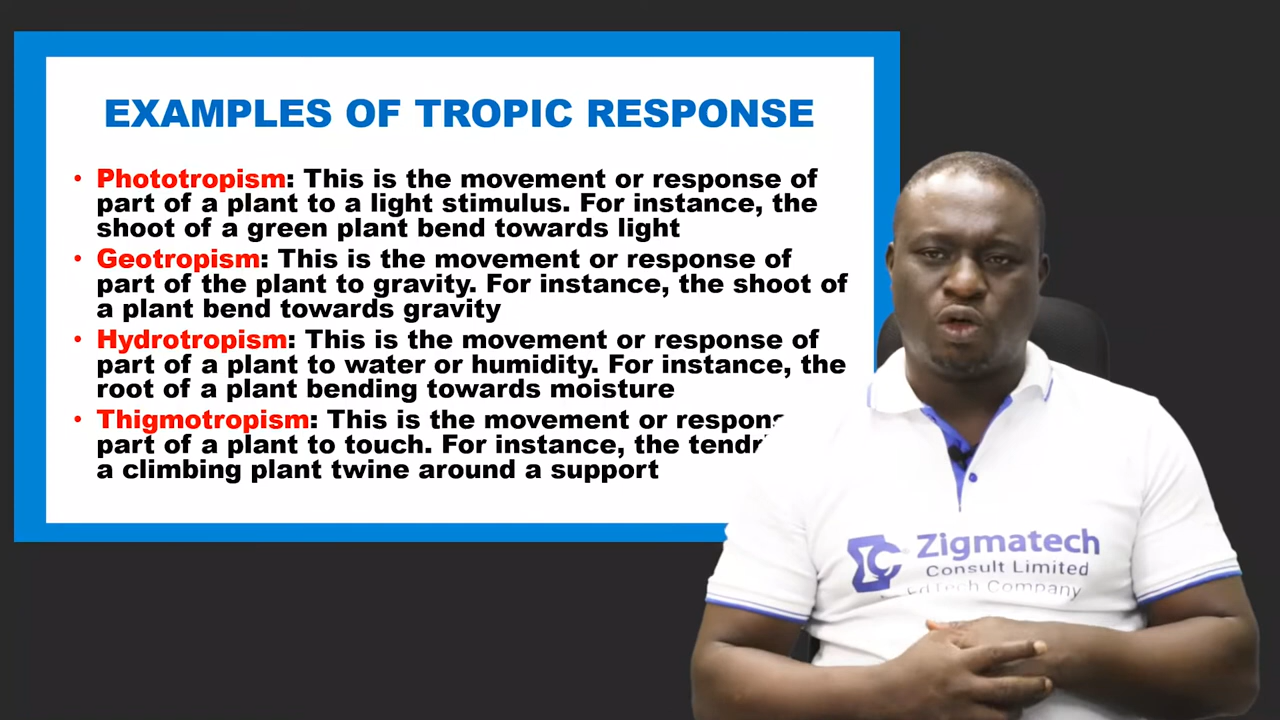 EXAMPLES OF TROPIC RESPONSE
• Phototropism: This is the movement or response of
part of a plant to a light stimulus. For instance, the
shoot of a green plant bend towards light
• Geotropism: This is the movement or response of
part of the plant to gravity. For instance, the shoot of
a plant bend towards gravity
• Hydrotropism: This is the movement or response of
part of a plant to water or humidity. For instance, the
root of a plant bending towards moisture
• Thigmotropism: This is the movement or
part of a plant to touch. For instance, the
a climbing plant twine around a support
Zigmatech
Consult Limited
EdTech Company